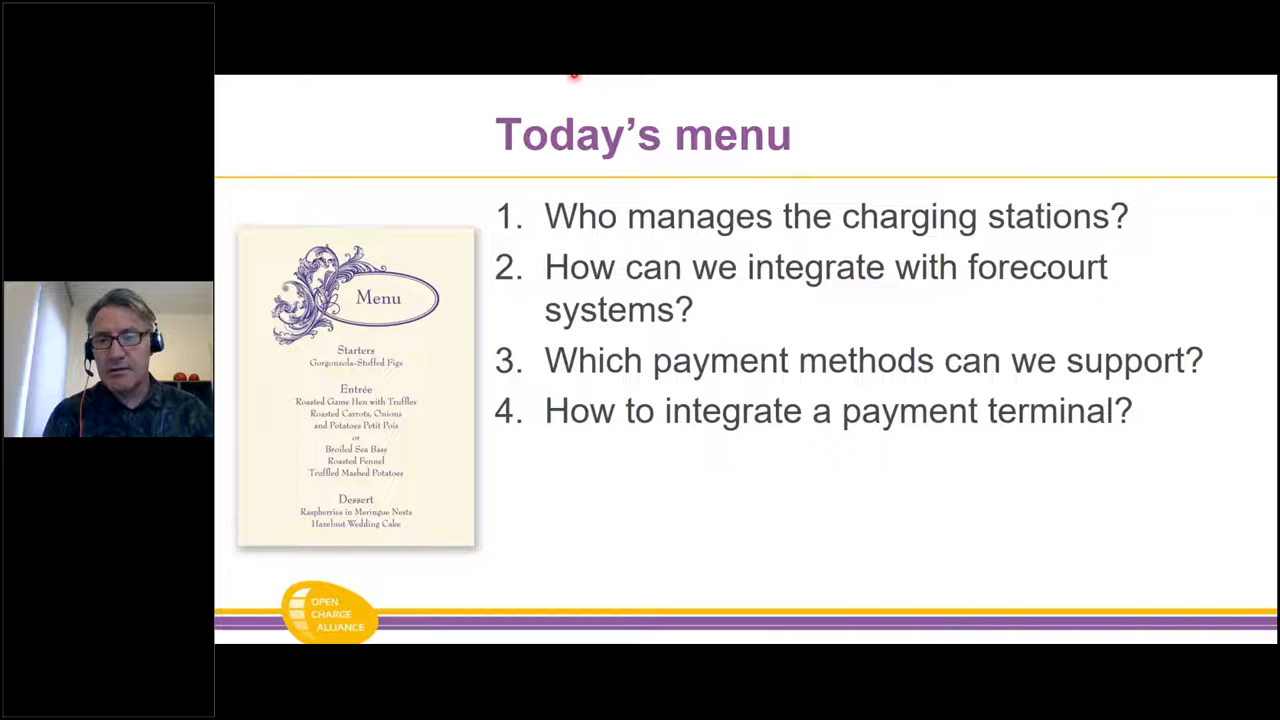 Today's menu
1. Who manages the charging stations?
2. How can we integrate with forecourt
systems?
3. Which payment methods can we support?
4. How to integrate a payment terminal?
Menu
Starters
Gorgonzola-Stuffed Figs
Entrée
Roasted Game Hen with Truffles
Roasted Carrots, Onions
and Potatoes Petit Pois
or
Broiled Sea Bass
Roasted Fennel
Truffled Mashed Potatoes
Dessert
Raspberries in Meringue Nests
Hazelnut Wedding Cake
OPEN
CHARGE
ALLIANCE